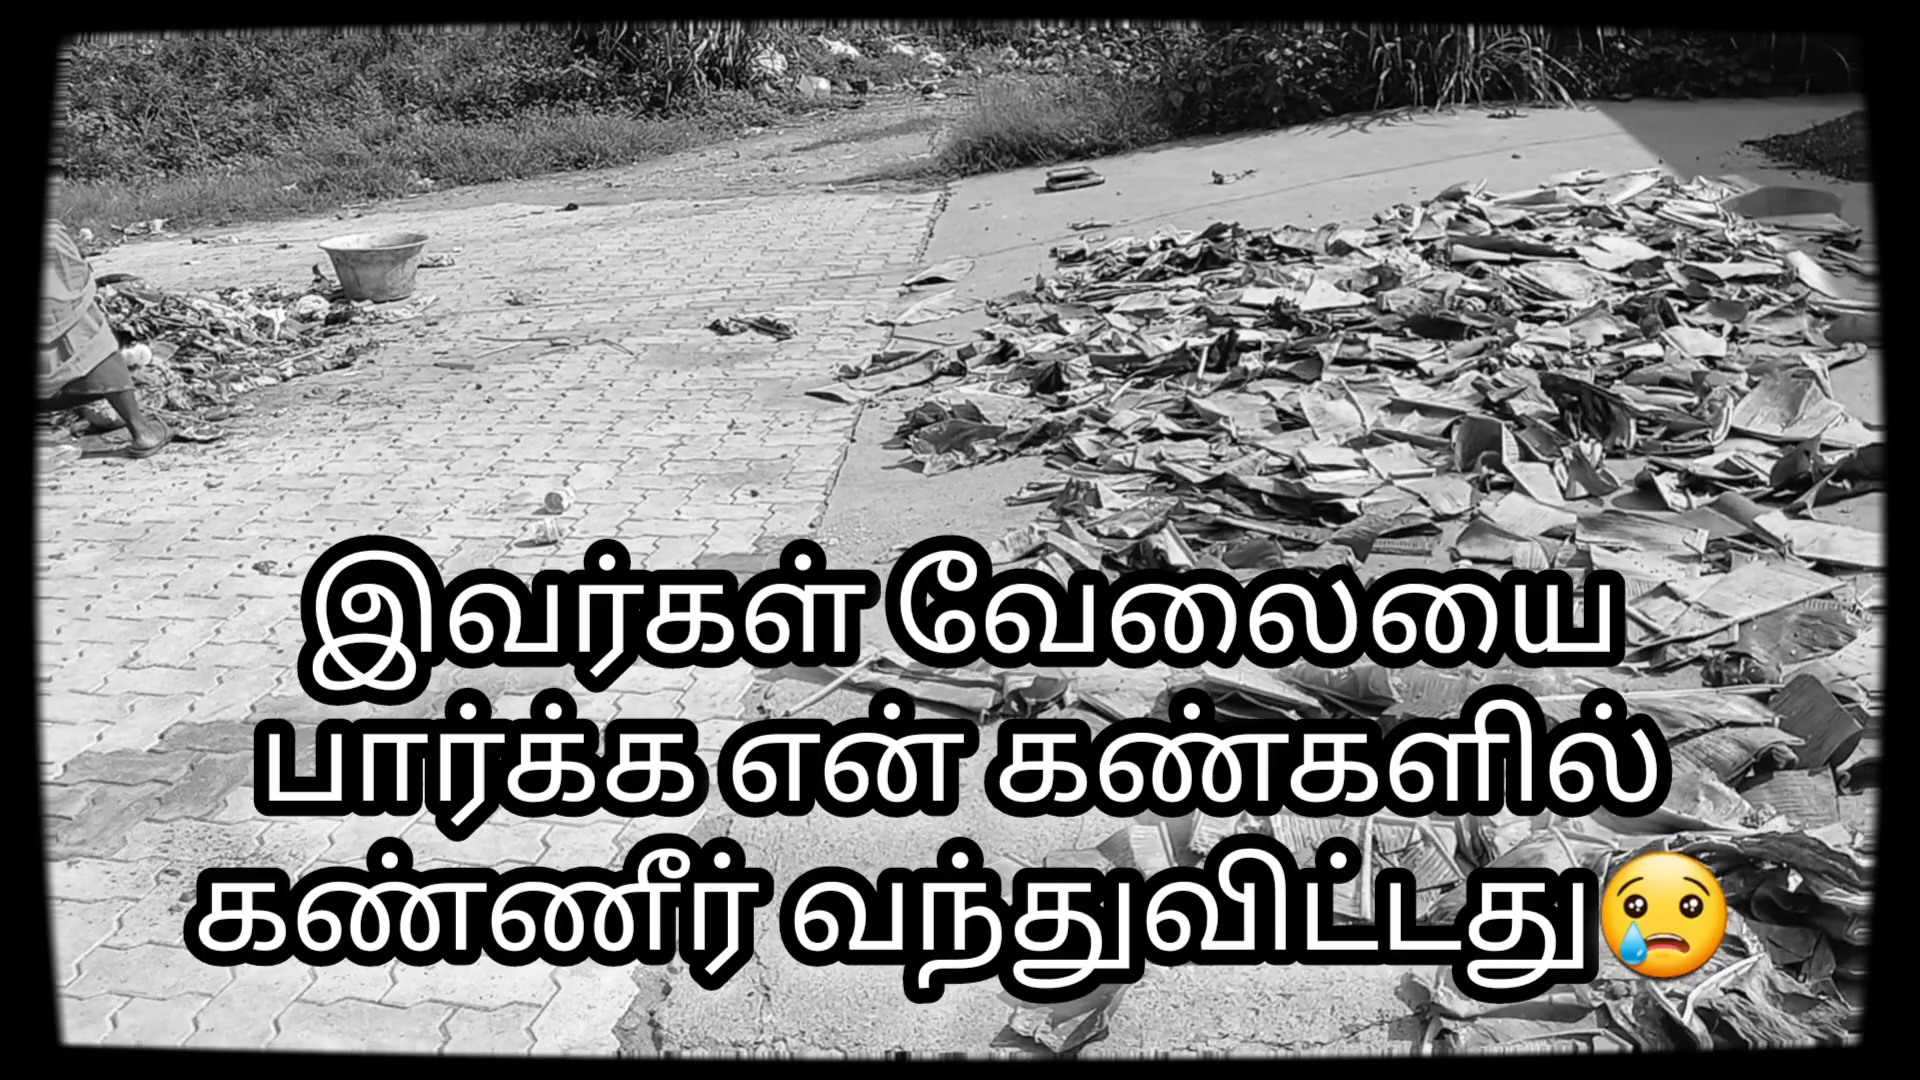 இவர்கள் வேலையை
பார்க்க என் கண்களில்
கண்ணீர் வந்துவிட்டது😢